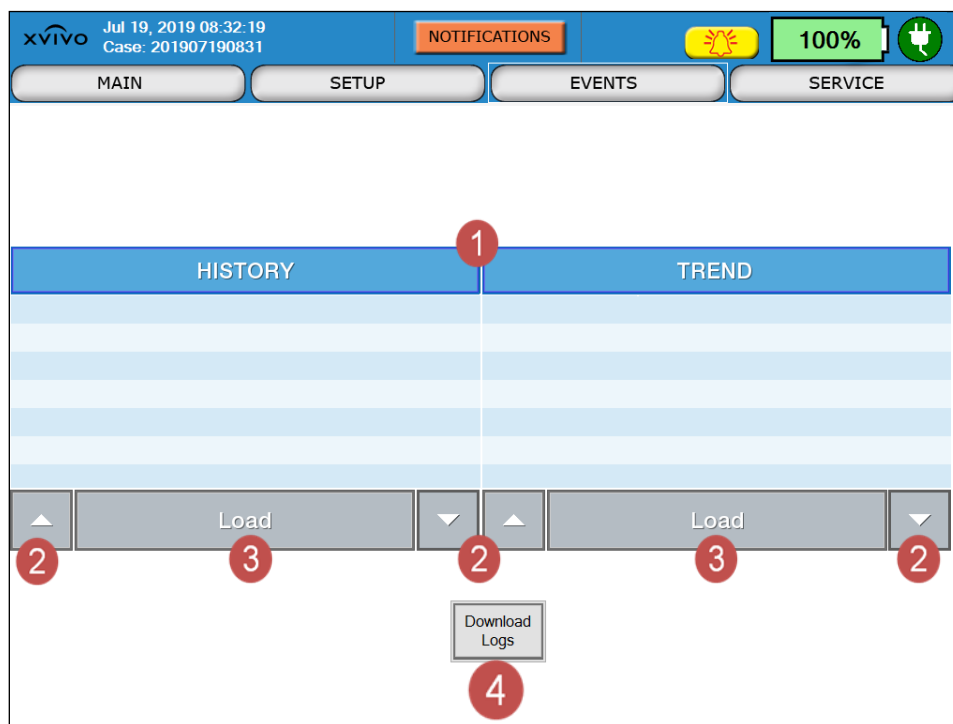 xvivo
Jul 19, 2019 08:32:19
Case: 201907190831
NOTIFICATIONS
100%
MAIN
SETUP
EVENTS
SERVICE
1
HISTORY
TREND
Load
Load
2
3
2
3
2
Download
Logs
4